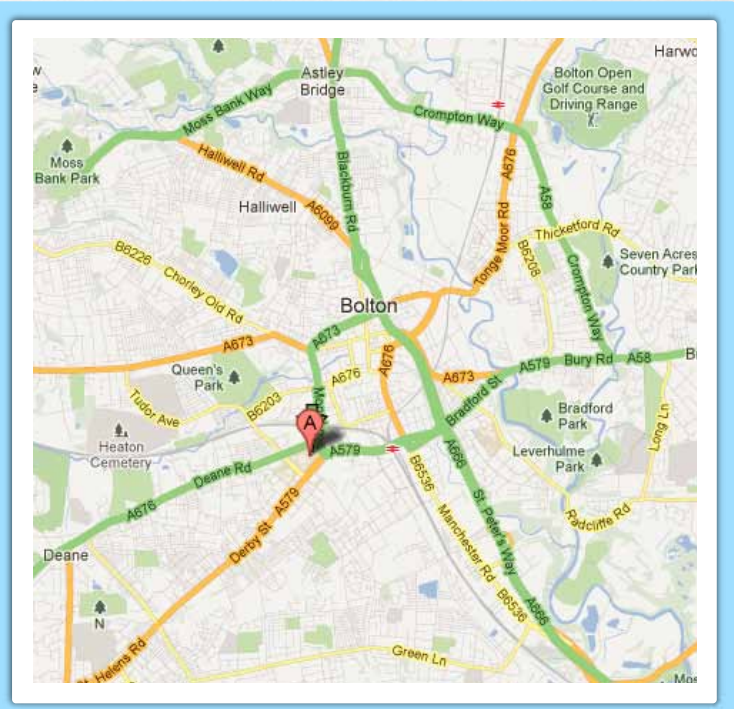 Harwo
Astley
Bridge
Bolton Open
Golf Course and
Driving Range
Moss Bank Way
Crompton Way
Moss
Bank Park
Halliwell Rd
Blackburn Rd
A676
A58
Halliwell
A6099
Tonge Moor Rd
Thicketford Rd
B6226
Chorley Old Rd
B6208
Crompton Way
Seven Acres
Country Park
Bolton
A673
A673
A676
A579
Bury Rd
A58
B
Queen's
Park
A676
A673
Bradford St
Tudor Ave
B6203
Bradford
Park
Long Ln
Heaton
Cemetery
A
A579
A666
Leverhulme
Park
Deane Rd
B6536
A676
A579
Derby St
St. Peter's Way
Radcliffe Rd
Manchester Rd
Deane
B6536
A666
N
St. Helens Rd
Green Ln
Mos